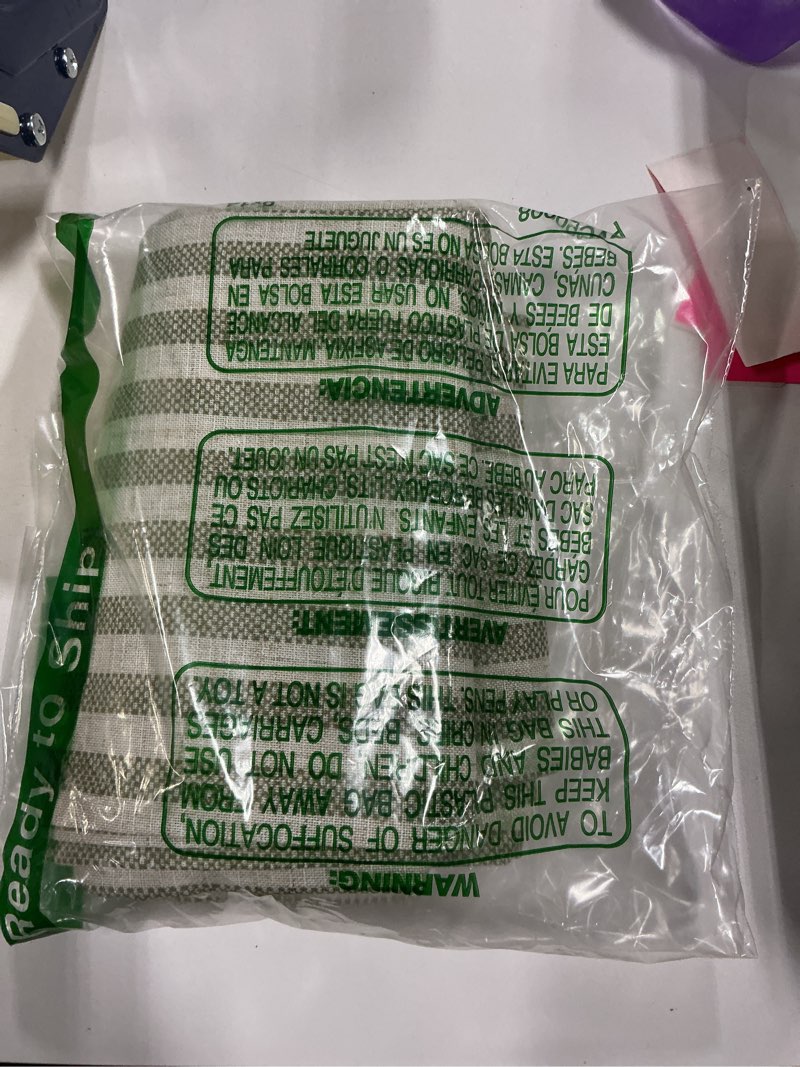 WARNING:
TO AVOID DANGER OF SUFFOCATION,
KEEP THIS PLASTIC BAG AWAY FROM
BABIES AND CHILDREN. DO NOT USE
THIS BAG IN CRIBS, BEDS, CARRIAGES
OR PLAY PENS. THIS BAG IS NOT A TOY.
AVERTISSEMENT:
POUR ÉVITER TOUT RISQUE D'ÉTOUFFEMENT
GARDEZ CE SAC EN PLASTIQUE LOIN DES
BÉBÉS ET LES ENFANTS. N'UTILISEZ PAS CE
SAC DANS LES BERCEAUX, LITS, CHARIOTS OU
PARC AU BÉBÉ. CE SAC N'EST PAS UN JOUET.
ADVERTENCIA:
PARA EVITAR PELIGRO DE ASFIXIA, MANTENGA
ESTA BOLSA DE PLASTICO FUERA DEL ALCANCE
DE BEBES Y NIÑOS. NO USAR ESTA BOLSA EN
CUNAS, CAMAS, CARRIOLAS O CORRALES PARA
BEBES. ESTA BOLSA NO ES UN JUGUETE
Ready to Ship